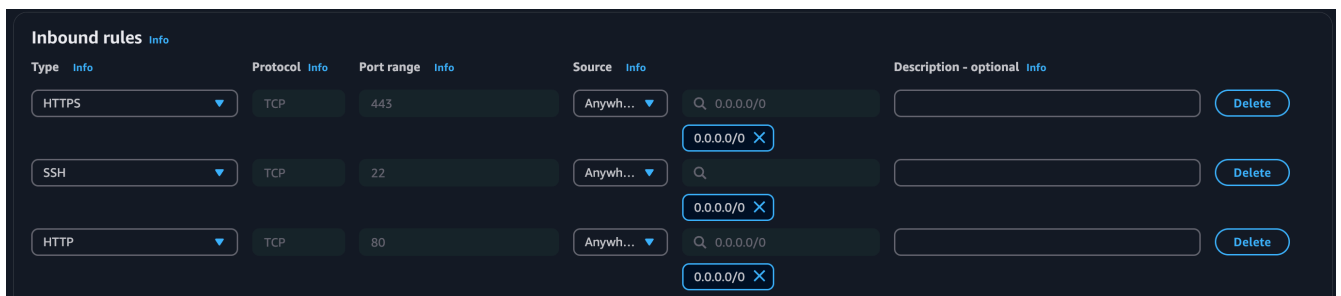 Inbound rules Info
Type Info Protocol Info Port range Info Source Info Description - optional Info
HTTPS TCP 443 Anywh... 0.0.0.0/0 Delete
0.0.0.0/0
SSH TCP 22 Anywh... Delete
0.0.0.0/0
HTTP TCP 80 Anywh... 0.0.0.0/0 Delete
0.0.0.0/0